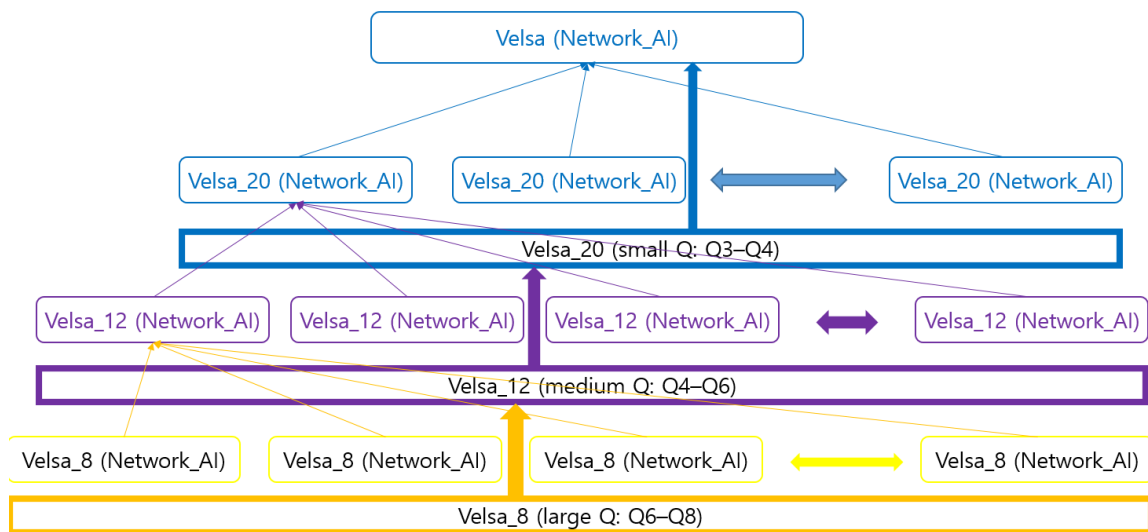 Velsa (Network_AI)
Velsa_20 (Network_AI)
Velsa_20 (Network_AI)
Velsa_20 (Network_AI)
Velsa_20 (small Q: Q3–Q4)
Velsa_12 (Network_AI)
Velsa_12 (Network_AI)
Velsa_12 (Network_AI)
Velsa_12 (Network_AI)
Velsa_12 (medium Q: Q4–Q6)
Velsa_8 (Network_AI)
Velsa_8 (Network_AI)
Velsa_8 (Network_AI)
Velsa_8 (Network_AI)
Velsa_8 (large Q: Q6–Q8)